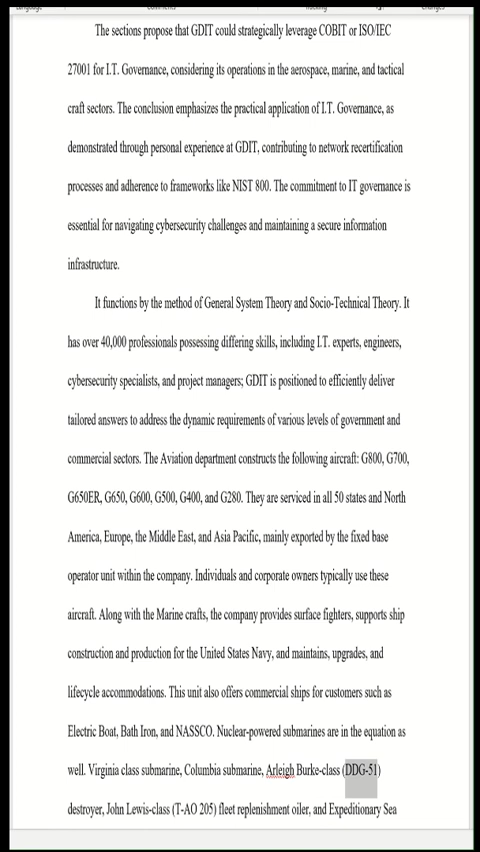 The sections propose that GDIT could strategically leverage COBIT or ISO/IEC
27001 for I.T. Governance, considering its operations in the aerospace, marine, and tactical
craft sectors. The conclusion emphasizes the practical application of I.T. Governance, as
demonstrated through personal experience at GDIT, contributing to network recertification
processes and adherence to frameworks like NIST 800. The commitment to IT governance is
essential for navigating cybersecurity challenges and maintaining a secure information
infrastructure.
It functions by the method of General System Theory and Socio-Technical Theory. It
has over 40,000 professionals possessing differing skills, including I.T. experts, engineers,
cybersecurity specialists, and project managers; GDIT is positioned to efficiently deliver
tailored answers to address the dynamic requirements of various levels of government and
commercial sectors. The Aviation department constructs the following aircraft: G800, G700,
G650ER, G650, G600, G500, G400, and G280. They are serviced in all 50 states and North
America, Europe, the Middle East, and Asia Pacific, mainly exported by the fixed base
operator unit within the company. Individuals and corporate owners typically use these
aircraft. Along with the Marine crafts, the company provides surface fighters, supports ship
construction and production for the United States Navy, and maintains, upgrades, and
lifecycle accommodations. This unit also offers commercial ships for customers such as
Electric Boat, Bath Iron, and NASSCO. Nuclear-powered submarines are in the equation as
well. Virginia class submarine, Columbia submarine, Arleigh Burke-class (DDG-51)
destroyer, John Lewis-class (T-AO 205) fleet replenishment oiler, and Expeditionary Sea